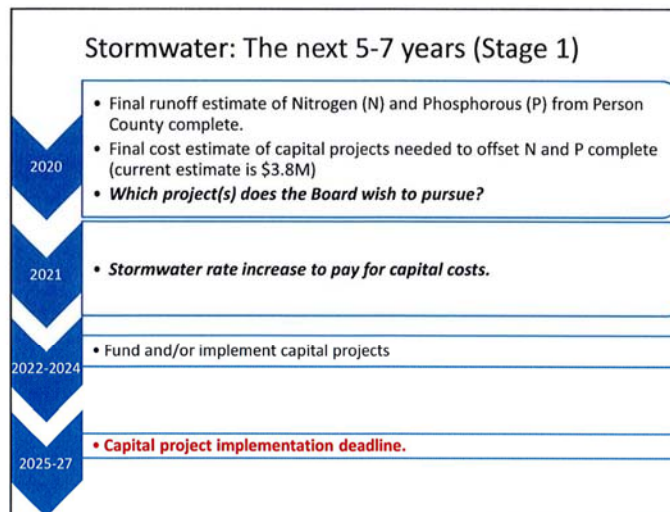 Stormwater: The next 5-7 years (Stage 1)
2020
• Final runoff estimate of Nitrogen (N) and Phosphorous (P) from Person
County complete.
• Final cost estimate of capital projects needed to offset N and P complete
(current estimate is $3.8M)
• Which project(s) does the Board wish to pursue?
2021
• Stormwater rate increase to pay for capital costs.
2022-2024
• Fund and/or implement capital projects
2025-27
• Capital project implementation deadline.